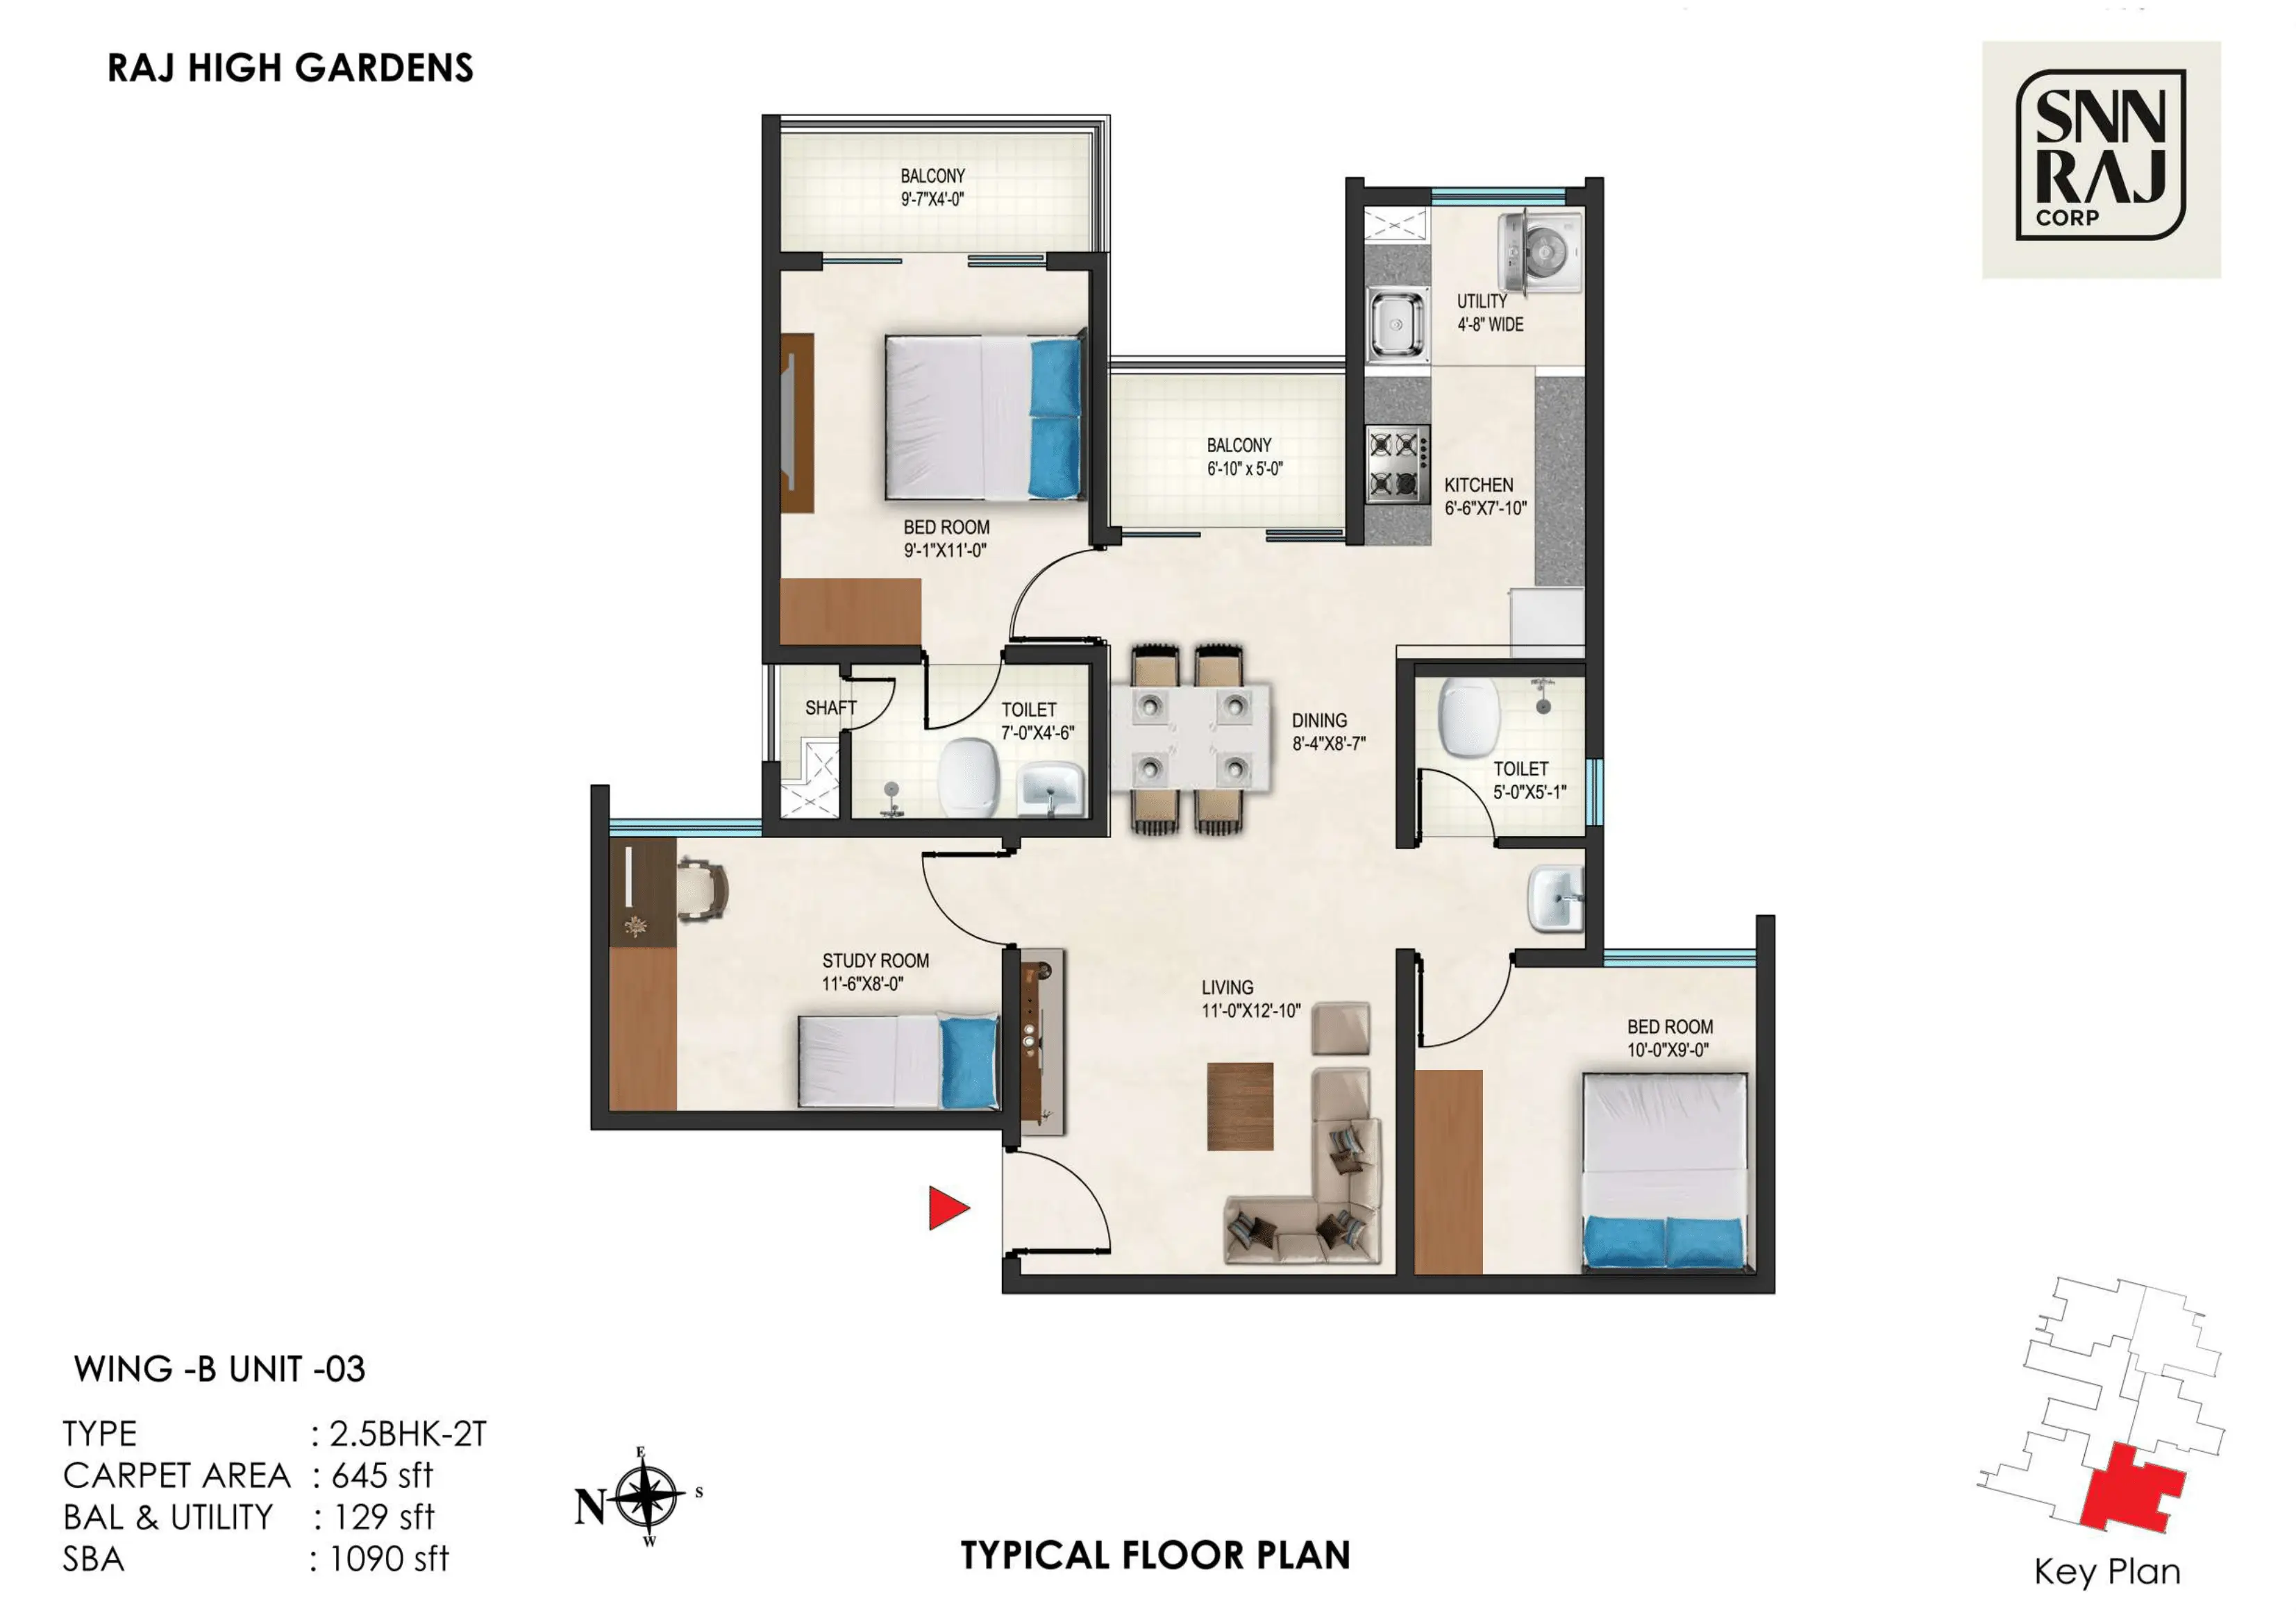 RAJ HIGH GARDENS
SNN
RAJ
CORP
BALCONY
9'-7"X4'-0"
UTILITY
4'-8" WIDE
BALCONY
6'-10" x 5'-0"
KITCHEN
6'-6"X7'-10"
BED ROOM
9'-1"X11'-0"
SHAFT
TOILET
7'-0"X4'-6"
DINING
8'-4"X8'-7"
TOILET
5'-0"X5'-1"
STUDY ROOM
11'-6"X8'-0"
LIVING
11'-0"X12'-10"
BED ROOM
10'-0"X9'-0"
WING -B UNIT -03
TYPE : 2.5BHK-2T
CARPET AREA : 645 sft
BAL & UTILITY : 129 sft
SBA : 1090 sft
E
N
S
W
TYPICAL FLOOR PLAN
Key Plan